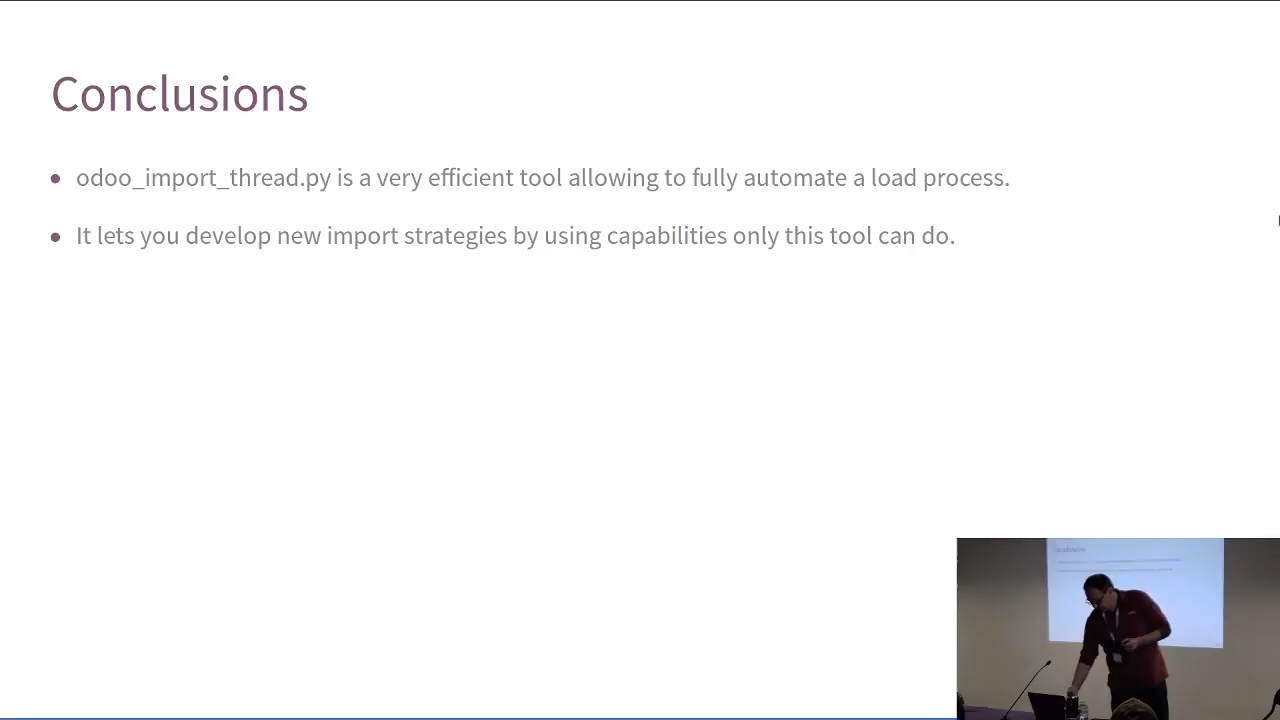 Conclusions
odoo_import_thread.py is a very efficient tool allowing to fully automate a load process.
It lets you develop new import strategies by using capabilities only this tool can do.